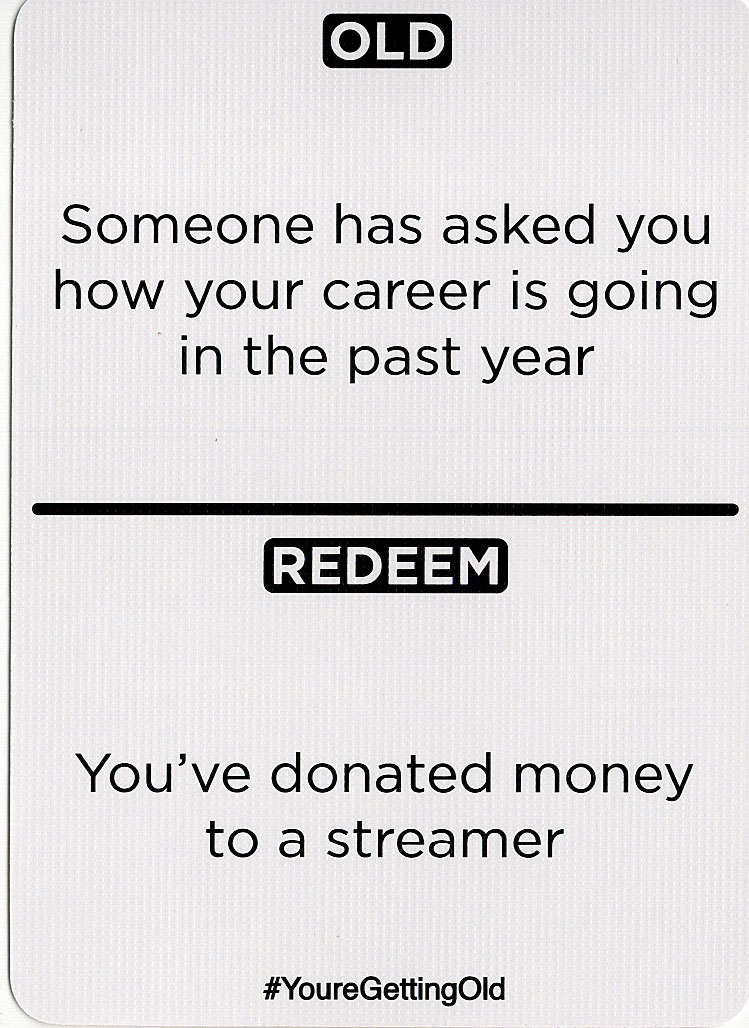 OLD
Someone has asked you
how your career is going
in the past year
REDEEM
You've donated money
to a streamer
#YoureGettingOld